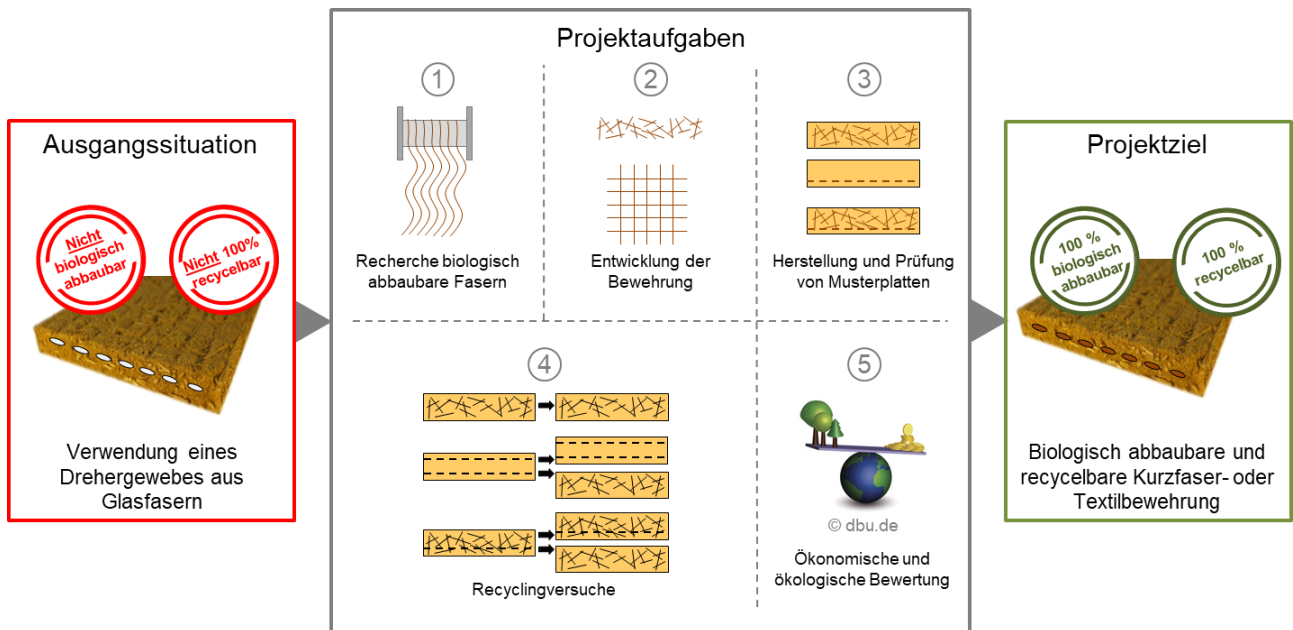 Projektaufgaben
Ausgangssituation
Nicht
biologisch
abbaubar
Nicht 100%
recycelbar
Verwendung eines
Drehergewebes aus
Glasfasern
1
Recherche biologisch
abbaubare Fasern
2
Entwicklung der
Bewehrung
3
Herstellung und Prüfung
von Musterplatten
4
Recyclingversuche
5
© dbu.de
Ökonomische und
ökologische Bewertung
Projektziel
100 %
biologisch
abbaubar
100 %
recycelbar
Biologisch abbaubare und
recycelbare Kurzfaser- oder
Textilbewehrung